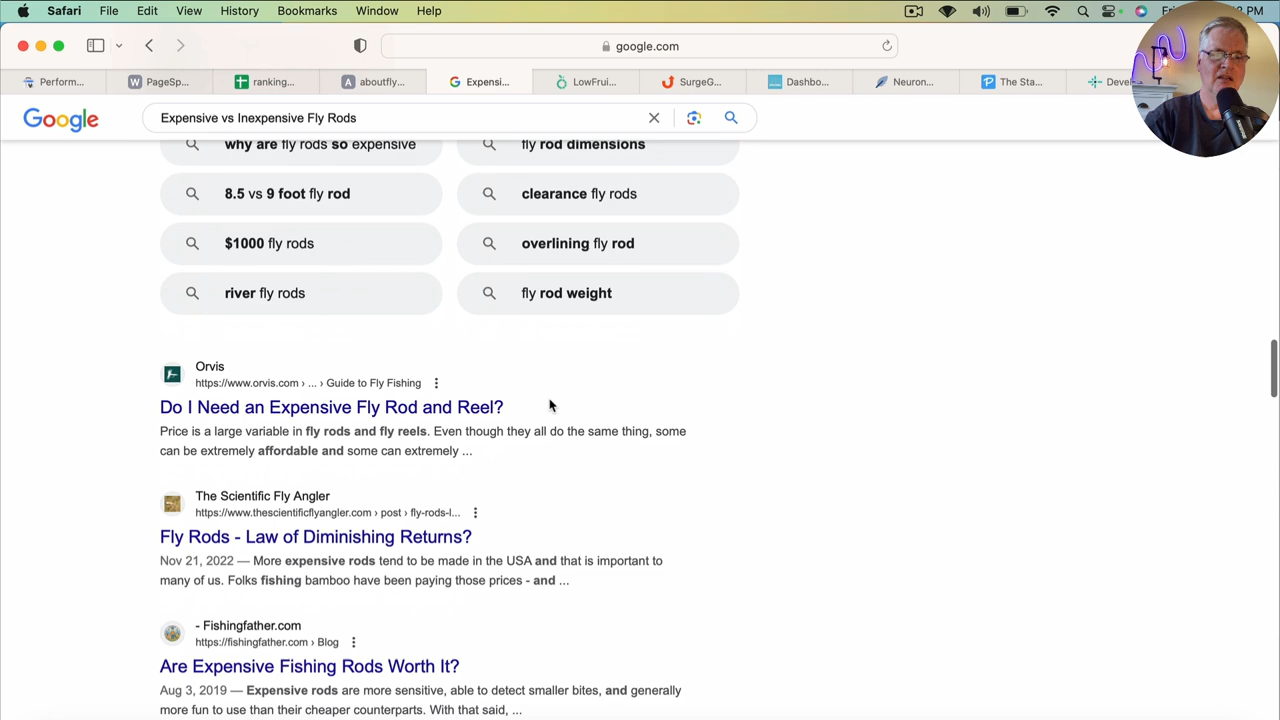 Safari File Edit View History Bookmarks Window Help
google.com
Perform... PageSp... ranking... aboutfly... Expensi... LowFrui... SurgeG... Dashbo... Neuron... The Sta...
Google Expensive vs Inexpensive Fly Rods
why are fly rods so expensive fly rod dimensions
8.5 vs 9 foot fly rod clearance fly rods
$1000 fly rods overlining fly rod
river fly rods fly rod weight
Orvis
https://www.orvis.com › ... › Guide to Fly Fishing
Do I Need an Expensive Fly Rod and Reel?
Price is a large variable in fly rods and fly reels. Even though they all do the same thing, some
can be extremely affordable and some can extremely ...
The Scientific Fly Angler
https://www.thescientificflyangler.com › post › fly-rods-l...
Fly Rods - Law of Diminishing Returns?
Nov 21, 2022 — More expensive rods tend to be made in the USA and that is important to
many of us. Folks fishing bamboo have been paying those prices - and ...
- Fishingfather.com
https://fishingfather.com › Blog
Are Expensive Fishing Rods Worth It?
Aug 3, 2019 — Expensive rods are more sensitive, able to detect smaller bites, and generally
more fun to use than their cheaper counterparts. With that said, ...